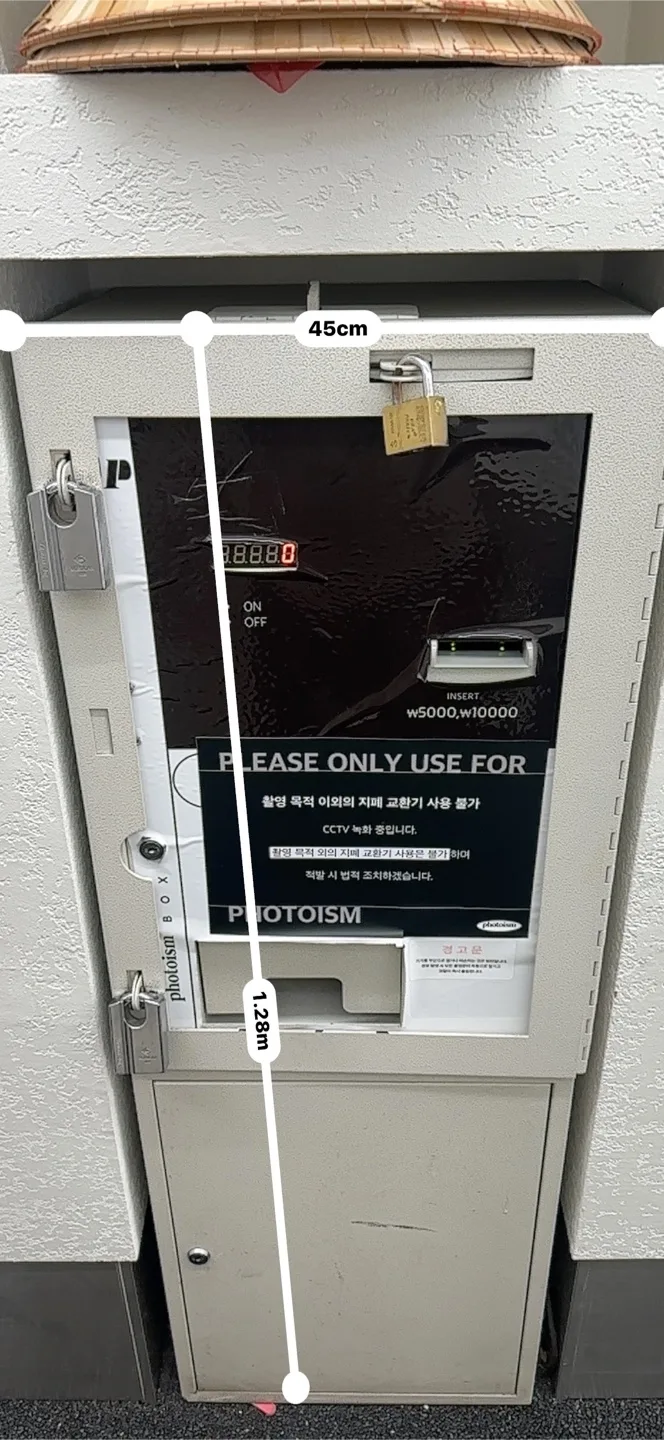 45cm
P
0
ON
OFF
INSERT
₩5000,₩10000
PLEASE ONLY USE FOR
촬영 목적 이외의 지폐 교환기 사용 불가
CCTV 녹화 중입니다.
촬영 목적 외의 지폐 교환기 사용은 불가하며
적발 시 법적 조치하겠습니다.
PHOTOISM
photoism
photoism BOX
경고문
1.28m